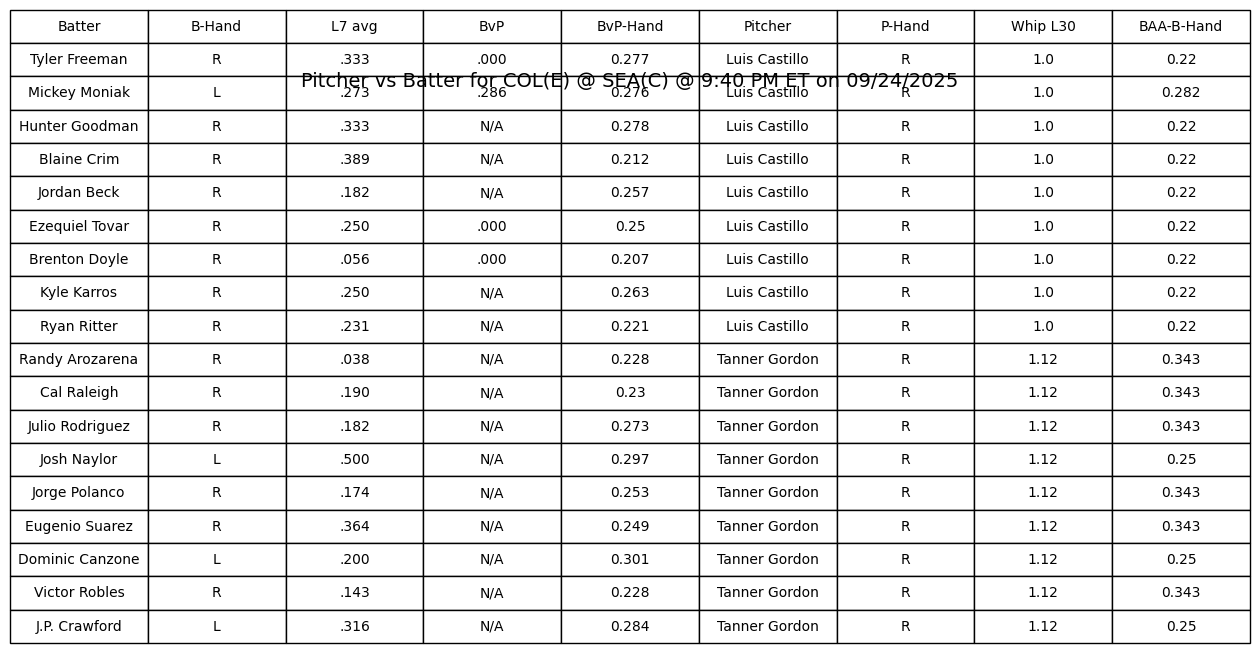 Batter B-Hand L7 avg BvP BvP-Hand Pitcher P-Hand Whip L30 BAA-B-Hand
Tyler Freeman R .333 .000 0.277 Luis Castillo R 1.0 0.22
Pitcher vs Batter for COL(E) @ SEA(C) @ 9:40 PM ET on 09/24/2025
Mickey Moniak L .273 .286 0.276 Luis Castillo R 1.0 0.282
Hunter Goodman R .333 N/A 0.278 Luis Castillo R 1.0 0.22
Blaine Crim R .389 N/A 0.212 Luis Castillo R 1.0 0.22
Jordan Beck R .182 N/A 0.257 Luis Castillo R 1.0 0.22
Ezequiel Tovar R .250 .000 0.25 Luis Castillo R 1.0 0.22
Brenton Doyle R .056 .000 0.207 Luis Castillo R 1.0 0.22
Kyle Karros R .250 N/A 0.263 Luis Castillo R 1.0 0.22
Ryan Ritter R .231 N/A 0.221 Luis Castillo R 1.0 0.22
Randy Arozarena R .038 N/A 0.228 Tanner Gordon R 1.12 0.343
Cal Raleigh R .190 N/A 0.23 Tanner Gordon R 1.12 0.343
Julio Rodriguez R .182 N/A 0.273 Tanner Gordon R 1.12 0.343
Josh Naylor L .500 N/A 0.297 Tanner Gordon R 1.12 0.25
Jorge Polanco R .174 N/A 0.253 Tanner Gordon R 1.12 0.343
Eugenio Suarez R .364 N/A 0.249 Tanner Gordon R 1.12 0.343
Dominic Canzone L .200 N/A 0.301 Tanner Gordon R 1.12 0.25
Victor Robles R .143 N/A 0.228 Tanner Gordon R 1.12 0.343
J.P. Crawford L .316 N/A 0.284 Tanner Gordon R 1.12 0.25